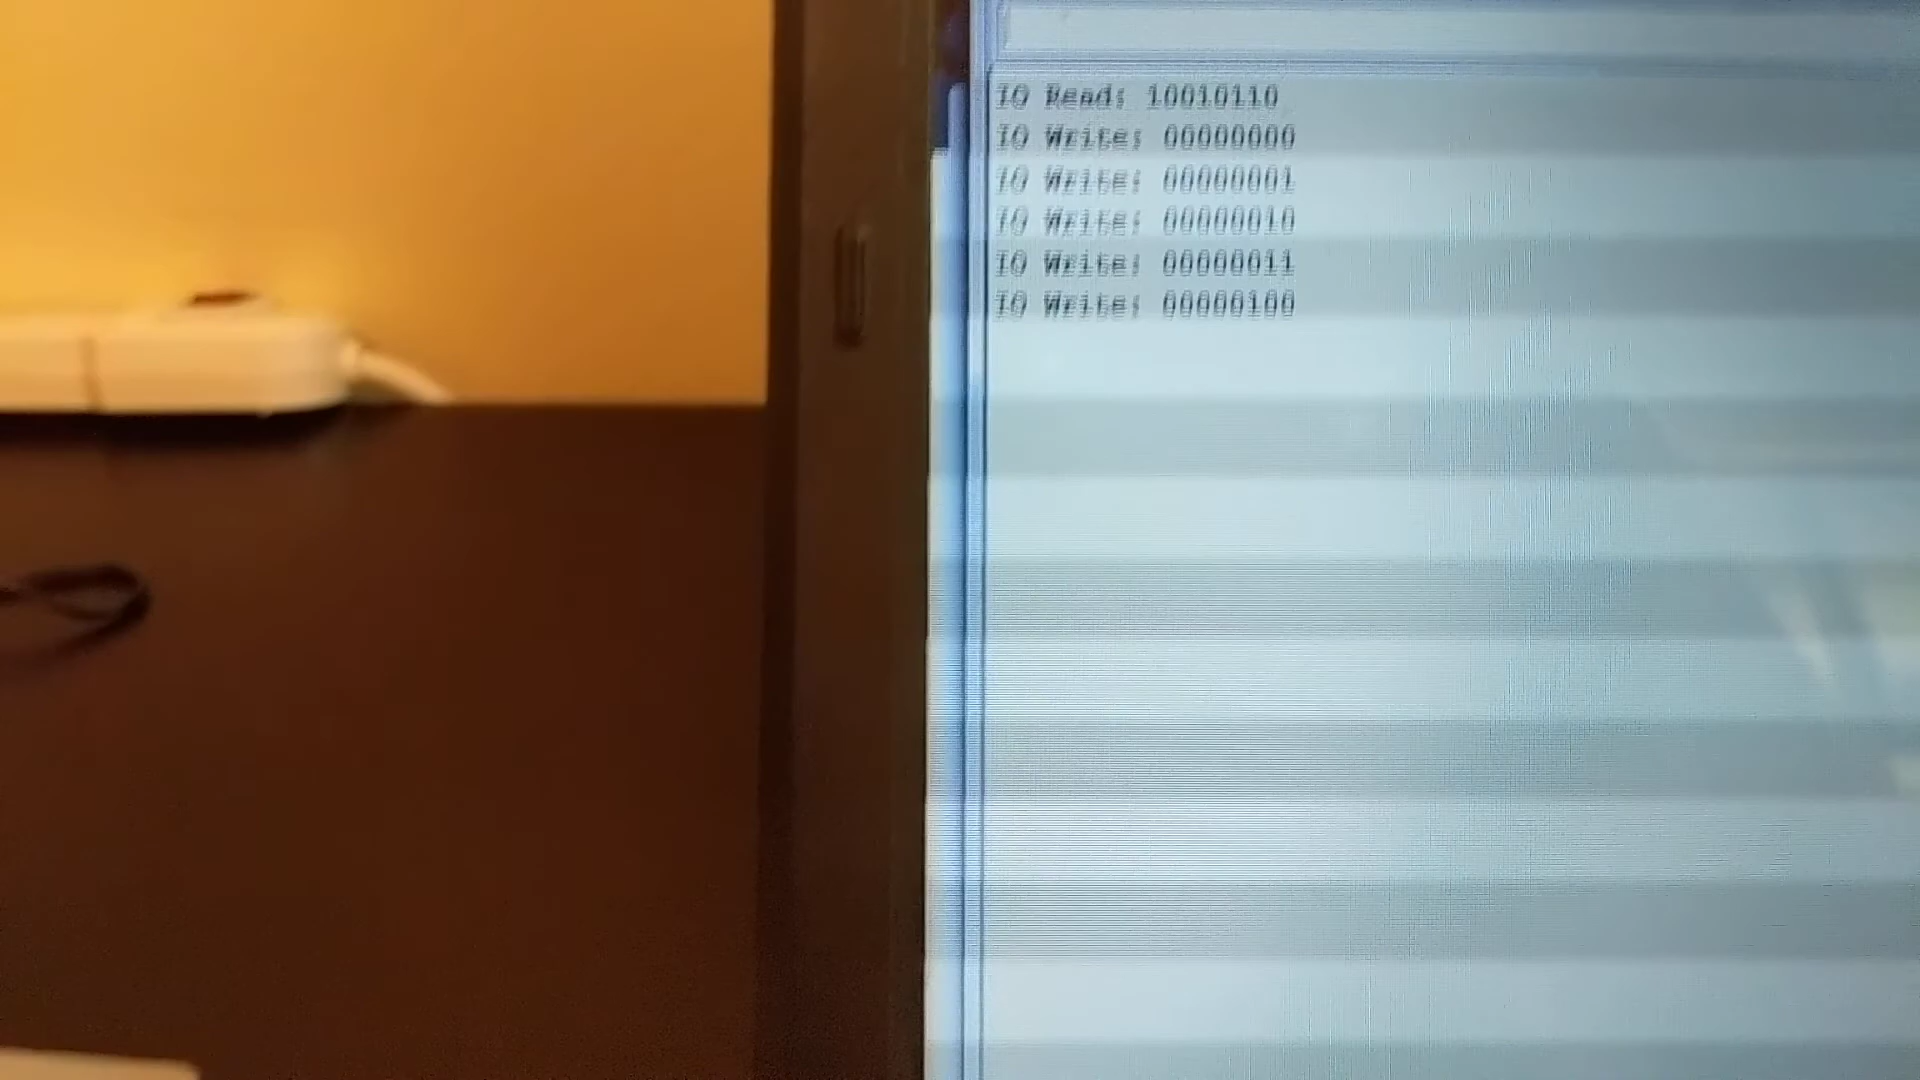 IO Read: 10010110
IO Write: 00000000
IO Write: 00000001
IO Write: 00000010
IO Write: 00000011
IO Write: 00000100